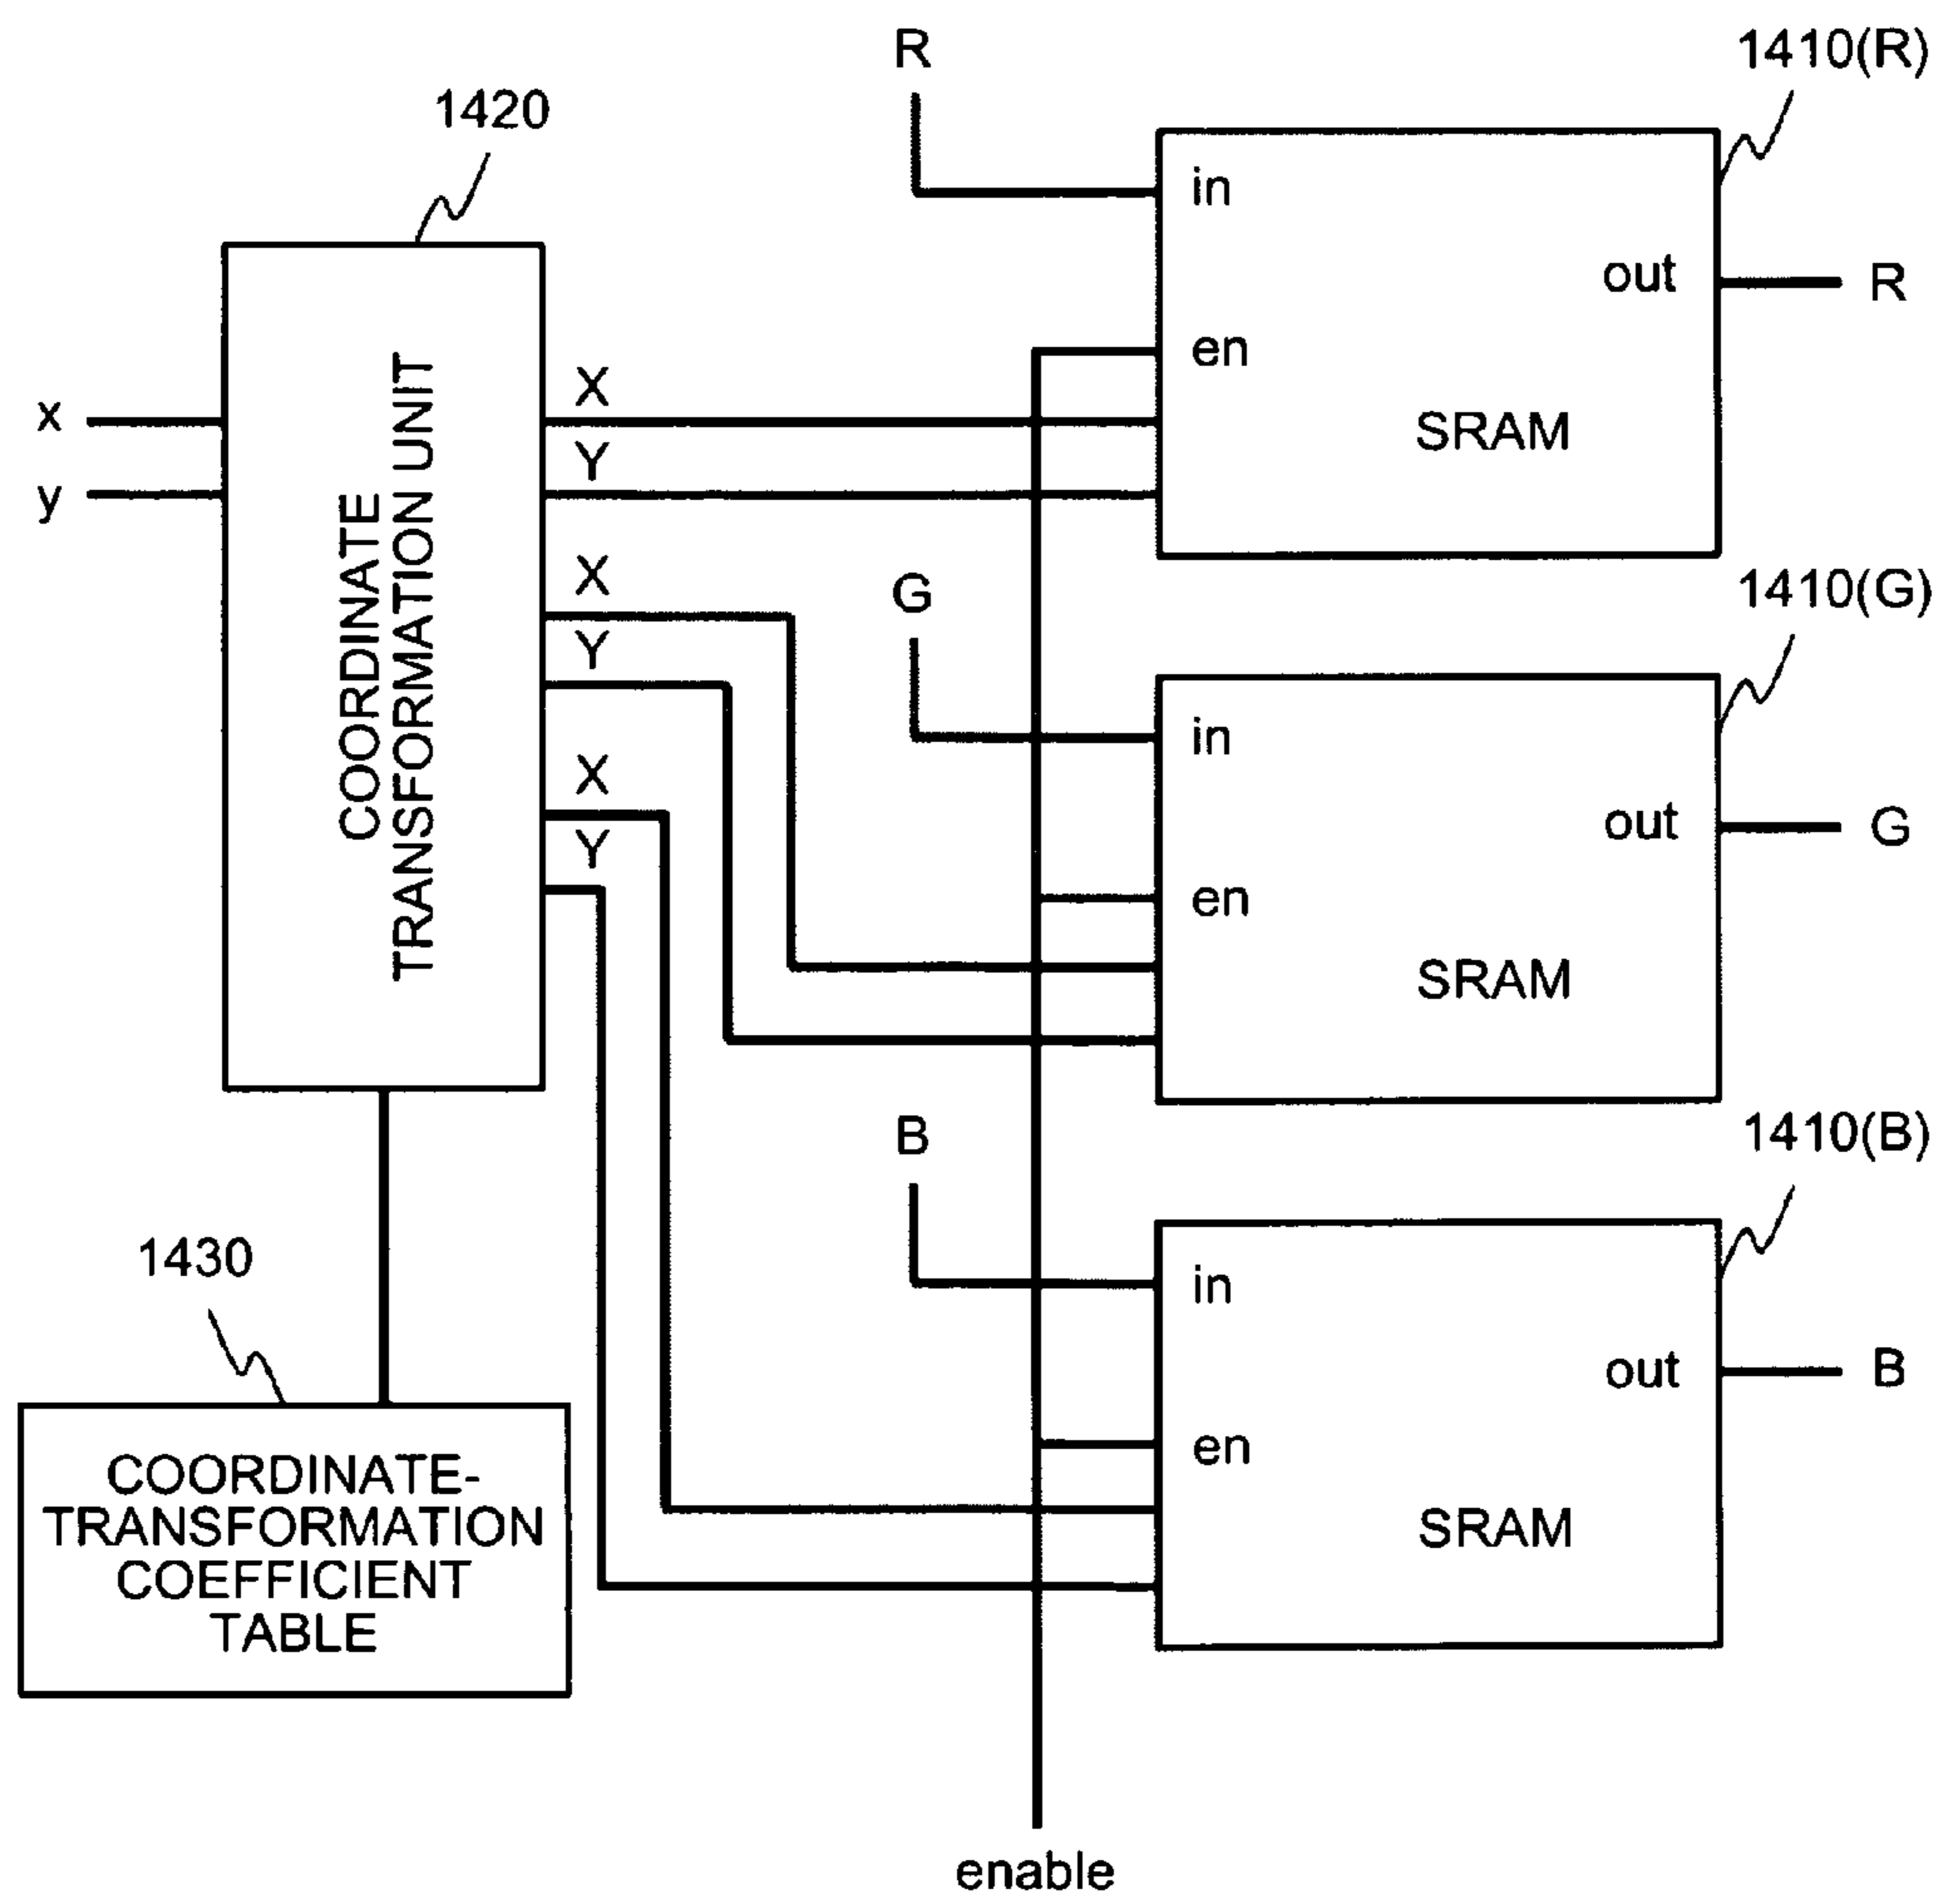 R
1410(R)
1420
in
out
R
en
X
x
SRAM
Y
y
X
G
1410(G)
Y
in
COORDINATE
TRANSFORMATION UNIT
X
out
G
Y
en
SRAM
B
1410(B)
1430
in
out
B
en
COORDINATE-
TRANSFORMATION
COEFFICIENT
TABLE
SRAM
enable